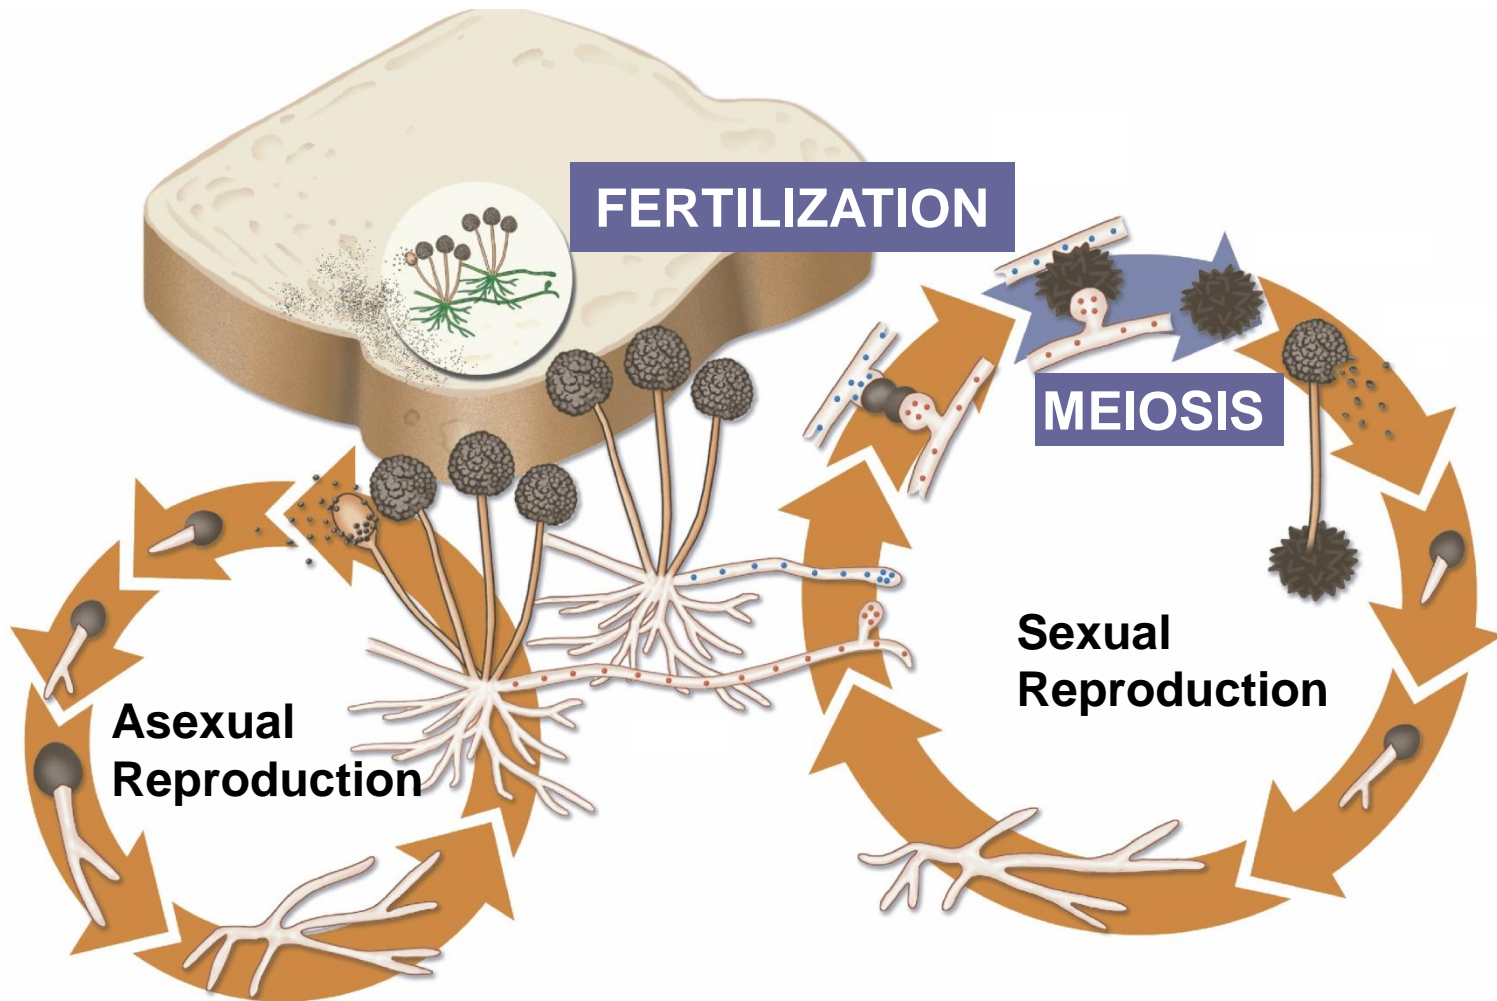 FERTILIZATION
MEIOSIS
Sexual
Reproduction
Asexual
Reproduction